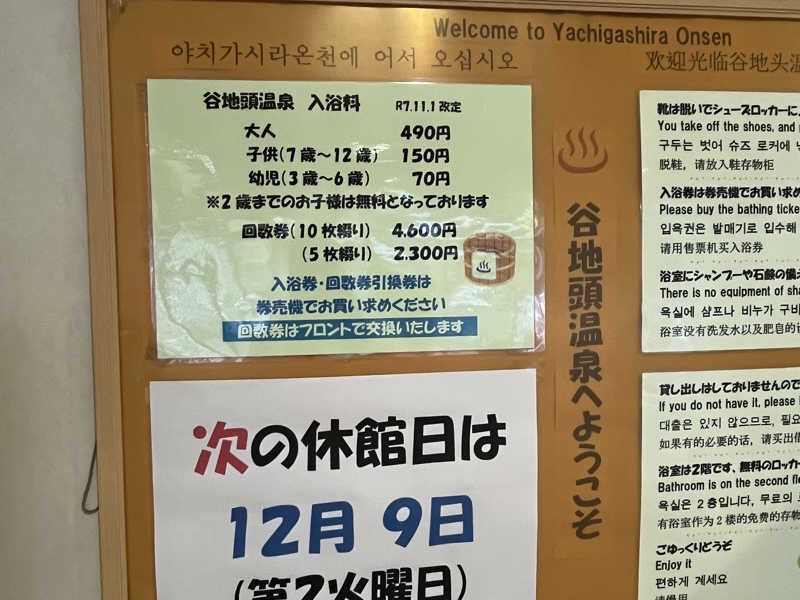 Welcome to Yachigashira Onsen
야치가시라온천에 어서 오십시오
欢迎光临谷地头温
谷地頭温泉 入浴料 R7.11.1改定
大人 490円
子供(7歳～12歳) 150円
幼児(3歳～6歳) 70円
※2歳までのお子様は無料となっております
回数券(10枚綴り) 4,600円
(5枚綴り) 2,300円
入浴券・回数券引換券は
券売機でお買い求めください
回数券はフロントで交換いたします
次の休館日は
12月 9日
(第2火曜日)
谷地頭温泉へようこそ
靴は脱いでシューズロッカーに
You take off the shoes, and
구두는 벗어 슈즈 로커에
脱鞋，请放入鞋存物柜
入浴券は券売機でお買い求め
Please buy the bathing ticke
입욕권은 발매기로 입수해
请用售票机买入浴券
浴室にシャンプーや石鹸の備え
There is no equipment of sha
욕실에 샴푸나 비누가 구비
浴室没有洗发水以及肥皂的
貸し出しはしておりませんので
If you do not have it, please
대출은 있지 않으므로, 필요
如果有的必要的话，请买出借
浴室は2階です、無料のロッカー
Bathroom is on the second fl
욕실은 2층입니다, 무료의
有浴室作为2楼的免费的存物
ごゆっくりどうぞ
Enjoy it
편하게 계세요